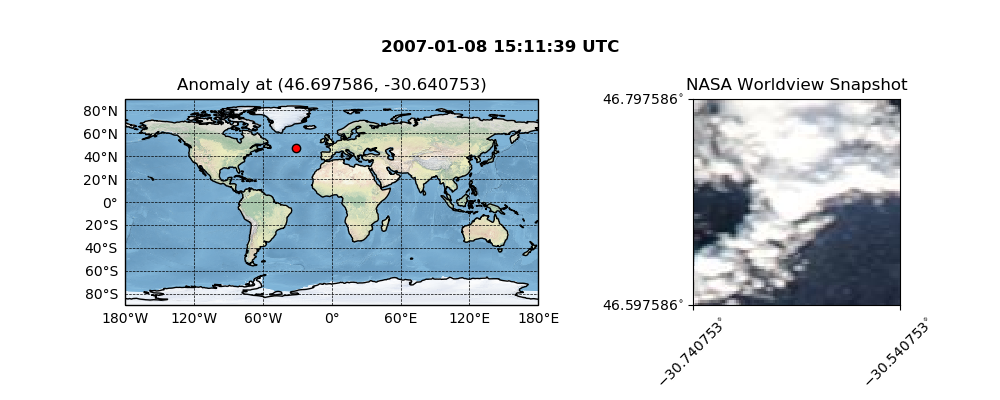 2007-01-08 15:11:39 UTC
Anomaly at (46.697586, -30.640753)
NASA Worldview Snapshot
80°N
60°N
40°N
20°N
0°
20°S
40°S
60°S
80°S
180°W
120°W
60°W
0°
60°E
120°E
180°E
46.797586°
46.597586°
−30.740753°
−30.540753°